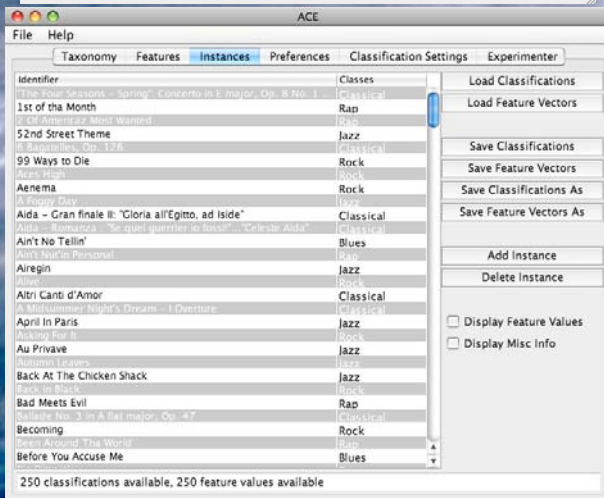 ACE
File Help
Taxonomy Features Instances Preferences Classification Settings Experimenter
Identifier Classes
"The Four Seasons - Spring": Concerto in E major, Op. 8 No. 1 ... Classical
1st of tha Month Rap
2 Of Americaz Most Wanted Rap
52nd Street Theme Jazz
6 Bagatelles, Op. 126 Classical
99 Ways to Die Rock
Aces High Rock
Aenema Rock
A Foggy Day Jazz
Aida - Gran finale II: "Gloria all'Egitto, ad Iside" Classical
Aida - Romanza : "Se quel guerrier io fossi!"..."Celeste Aida" Classical
Ain't No Tellin' Blues
Ain't Nut'in Personal Rap
Airegin Jazz
Alive Rock
Altri Canti d'Amor Classical
A Midsummer Night's Dream - I Overture Classical
April In Paris Jazz
Asking For It Rock
Au Privave Jazz
Autumn Leaves Jazz
Back At The Chicken Shack Jazz
Back in Black Rock
Bad Meets Evil Rap
Ballade No. 3 in A flat major, Op. 47 Classical
Becoming Rock
Been Around Tha World Rap
Before You Accuse Me Blues
Load Classifications
Load Feature Vectors
Save Classifications
Save Feature Vectors
Save Classifications As
Save Feature Vectors As
Add Instance
Delete Instance
Display Feature Values
Display Misc Info
250 classifications available, 250 feature values available